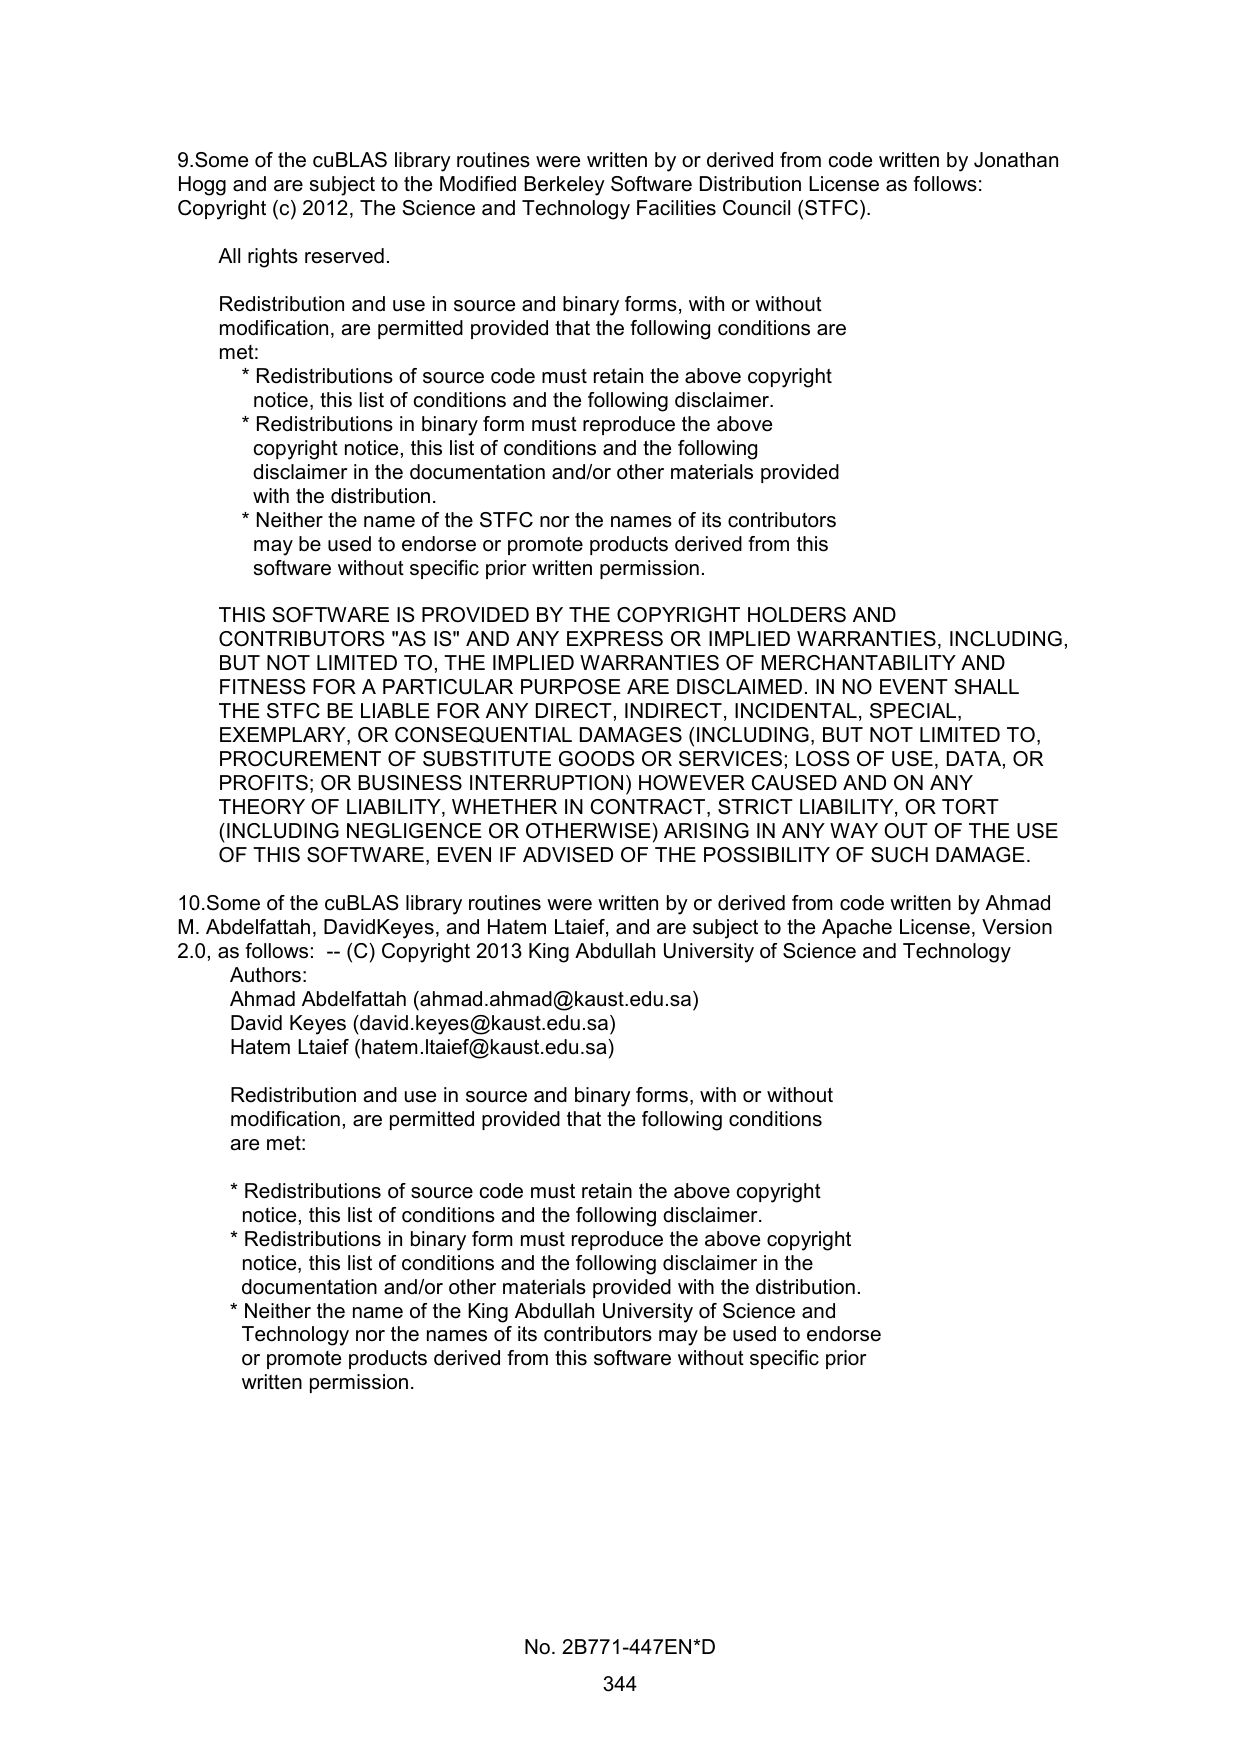 9.Some of the cuBLAS library routines were written by or derived from code written by Jonathan
Hogg and are subject to the Modified Berkeley Software Distribution License as follows:
Copyright (c) 2012, The Science and Technology Facilities Council (STFC).
All rights reserved.
Redistribution and use in source and binary forms, with or without
modification, are permitted provided that the following conditions are
met:
* Redistributions of source code must retain the above copyright
notice, this list of conditions and the following disclaimer.
* Redistributions in binary form must reproduce the above
copyright notice, this list of conditions and the following
disclaimer in the documentation and/or other materials provided
with the distribution.
* Neither the name of the STFC nor the names of its contributors
may be used to endorse or promote products derived from this
software without specific prior written permission.
THIS SOFTWARE IS PROVIDED BY THE COPYRIGHT HOLDERS AND
CONTRIBUTORS "AS IS" AND ANY EXPRESS OR IMPLIED WARRANTIES, INCLUDING,
BUT NOT LIMITED TO, THE IMPLIED WARRANTIES OF MERCHANTABILITY AND
FITNESS FOR A PARTICULAR PURPOSE ARE DISCLAIMED. IN NO EVENT SHALL
THE STFC BE LIABLE FOR ANY DIRECT, INDIRECT, INCIDENTAL, SPECIAL,
EXEMPLARY, OR CONSEQUENTIAL DAMAGES (INCLUDING, BUT NOT LIMITED TO,
PROCUREMENT OF SUBSTITUTE GOODS OR SERVICES; LOSS OF USE, DATA, OR
PROFITS; OR BUSINESS INTERRUPTION) HOWEVER CAUSED AND ON ANY
THEORY OF LIABILITY, WHETHER IN CONTRACT, STRICT LIABILITY, OR TORT
(INCLUDING NEGLIGENCE OR OTHERWISE) ARISING IN ANY WAY OUT OF THE USE
OF THIS SOFTWARE, EVEN IF ADVISED OF THE POSSIBILITY OF SUCH DAMAGE.
10.Some of the cuBLAS library routines were written by or derived from code written by Ahmad
M. Abdelfattah, DavidKeyes, and Hatem Ltaief, and are subject to the Apache License, Version
2.0, as follows:  -- (C) Copyright 2013 King Abdullah University of Science and Technology
Authors:
Ahmad Abdelfattah (ahmad.ahmad@kaust.edu.sa)
David Keyes (david.keyes@kaust.edu.sa)
Hatem Ltaief (hatem.ltaief@kaust.edu.sa)
Redistribution and use in source and binary forms, with or without
modification, are permitted provided that the following conditions
are met:
* Redistributions of source code must retain the above copyright
notice, this list of conditions and the following disclaimer.
* Redistributions in binary form must reproduce the above copyright
notice, this list of conditions and the following disclaimer in the
documentation and/or other materials provided with the distribution.
* Neither the name of the King Abdullah University of Science and
Technology nor the names of its contributors may be used to endorse
or promote products derived from this software without specific prior
written permission.
No. 2B771-447EN*D
344